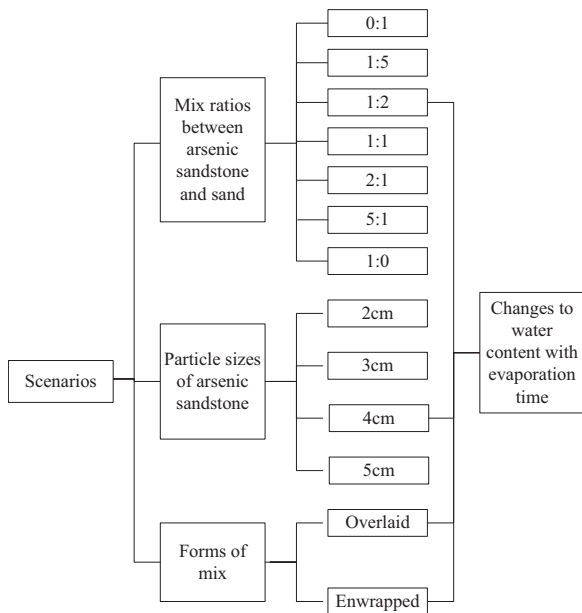 Scenarios
Mix ratios
between
arsenic
sandstone
and sand
0:1
1:5
1:2
1:1
2:1
5:1
1:0
Particle sizes
of arsenic
sandstone
2cm
3cm
4cm
5cm
Forms of
mix
Overlaid
Enwrapped
Changes to
water
content with
evaporation
time